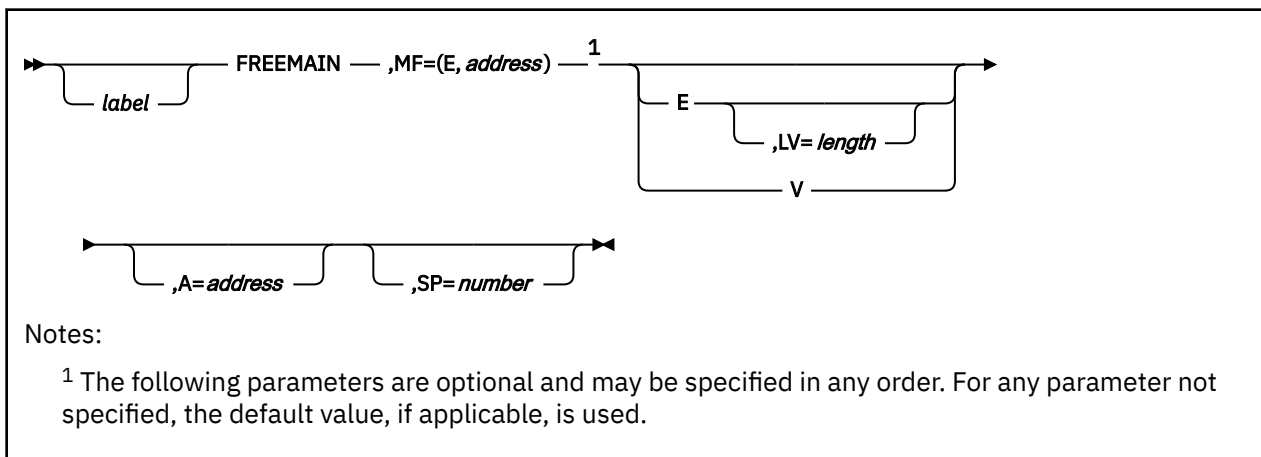 FREEMAIN ,MF=(E, address) 1
label
E
,LV= length
V
,A= address ,SP= number
Notes:
1 The following parameters are optional and may be specified in any order. For any parameter not
specified, the default value, if applicable, is used.